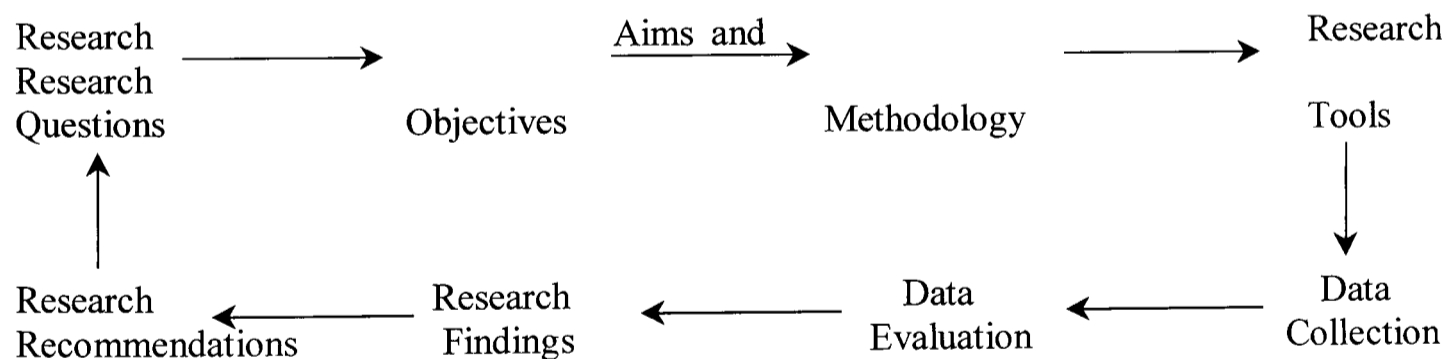 Research
Research
Questions
Aims and
Objectives
Methodology
Research
Tools
Data
Collection
Data
Evaluation
Research
Findings
Research
Recommendations